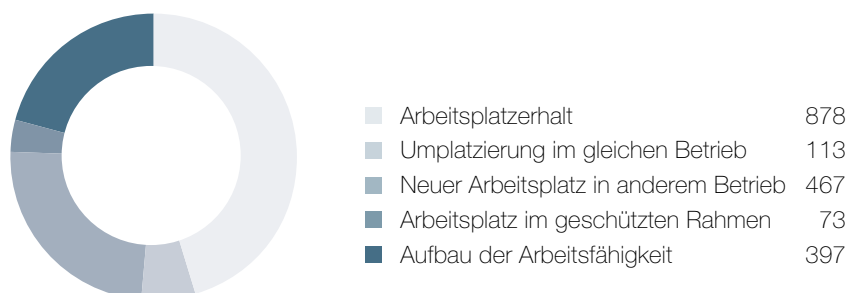 Arbeitsplatzerhalt 878
Umplatzierung im gleichen Betrieb 113
Neuer Arbeitsplatz in anderem Betrieb 467
Arbeitsplatz im geschützten Rahmen 73
Aufbau der Arbeitsfähigkeit 397